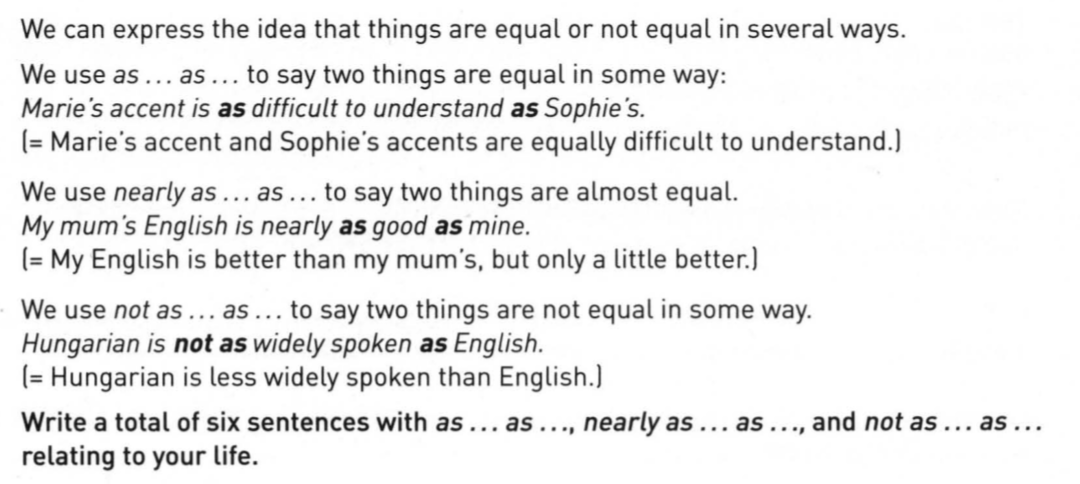 We can express the idea that things are equal or not equal in several ways.
We use as ... as ... to say two things are equal in some way:
Marie's accent is as difficult to understand as Sophie's.
(= Marie's accent and Sophie's accents are equally difficult to understand.)
We use nearly as ... as ... to say two things are almost equal.
My mum's English is nearly as good as mine.
(= My English is better than my mum's, but only a little better.)
We use not as ... as ... to say two things are not equal in some way.
Hungarian is not as widely spoken as English.
(= Hungarian is less widely spoken than English.)
Write a total of six sentences with as ... as ..., nearly as ... as ..., and not as ... as ...
relating to your life.